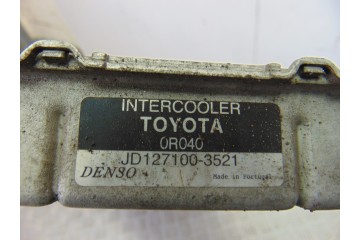 INTERCOOLER
TOYOTA
0R040
JD127100-3521
DENSO Made in Portugal